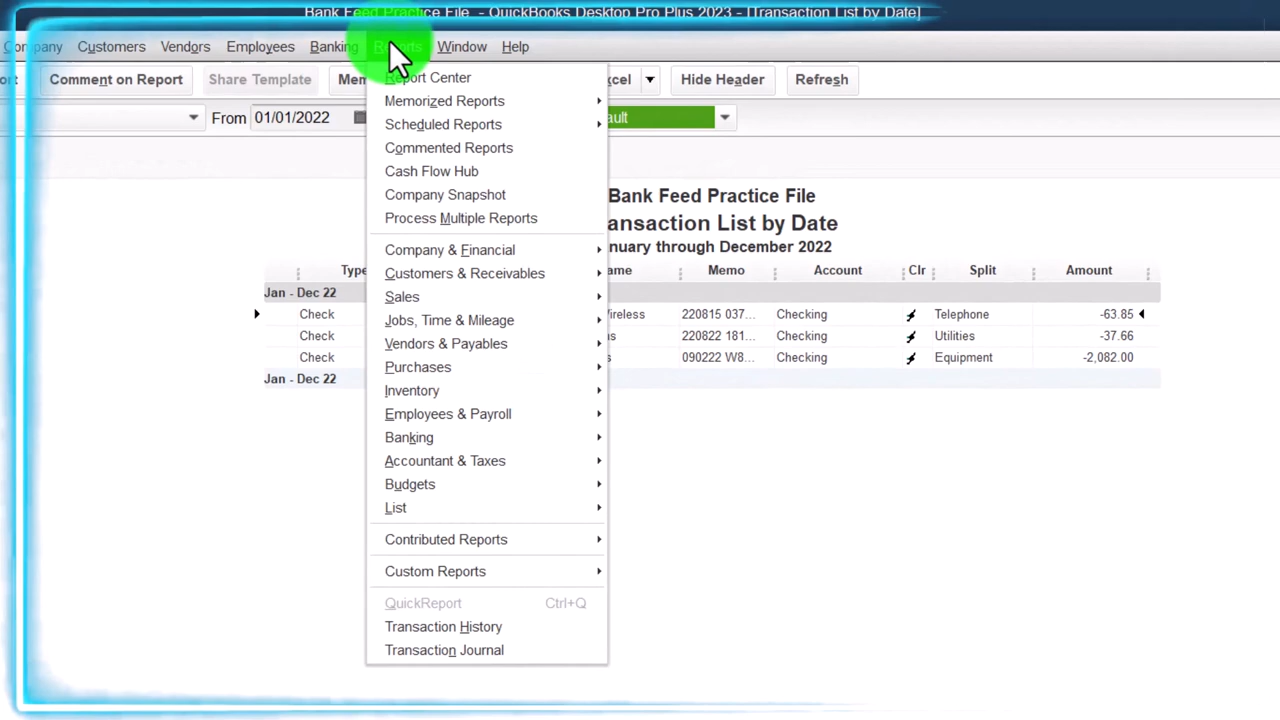 Bank Feed Practice File - QuickBooks Desktop Pro Plus 2023 - [Transaction List by Date]
Company Customers Vendors Employees Banking Reports Window Help
Comment on Report Share Template Hide Header Refresh
From 01/01/2022
Report Center
Memorized Reports
Scheduled Reports
Commented Reports
Cash Flow Hub
Company Snapshot
Process Multiple Reports
Company & Financial
Customers & Receivables
Sales
Jobs, Time & Mileage
Vendors & Payables
Purchases
Inventory
Employees & Payroll
Banking
Accountant & Taxes
Budgets
List
Contributed Reports
Custom Reports
QuickReport Ctrl+Q
Transaction History
Transaction Journal
Bank Feed Practice File
ansaction List by Date
nuary through December 2022
Type ame Memo Account Clr Split Amount
Jan - Dec 22
Check ireless 220815 037... Checking Telephone -63.85
Check 220822 181... Checking Utilities -37.66
Check 090222 W8... Checking Equipment -2,082.00
Jan - Dec 22